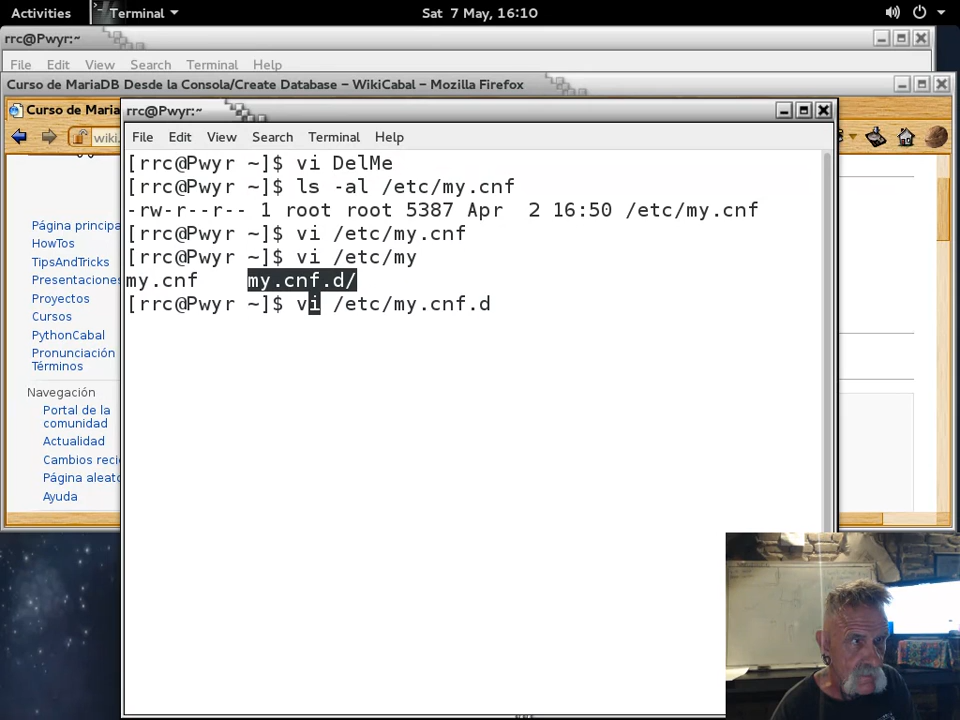 Activities
Terminal
Sat 7 May, 16:10
rrc@Pwyr:~
File Edit View Search Terminal Help
Curso de MariaDB Desde la Consola/Create Database – WikiCabal – Mozilla Firefox
Curso de Maria
rrc@Pwyr:~
wiki
File Edit View Search Terminal Help
[rrc@Pwyr ~]$ vi DelMe
[rrc@Pwyr ~]$ ls -al /etc/my.cnf
-rw-r--r-- 1 root root 5387 Apr  2 16:50 /etc/my.cnf
[rrc@Pwyr ~]$ vi /etc/my.cnf
[rrc@Pwyr ~]$ vi /etc/my
my.cnf    my.cnf.d/
[rrc@Pwyr ~]$ vi /etc/my.cnf.d
Página principa
HowTos
TipsAndTricks
Presentaciones
Proyectos
Cursos
PythonCabal
Pronunciación
Términos
Navegación
Portal de la
comunidad
Actualidad
Cambios reci
Página aleato
Ayuda